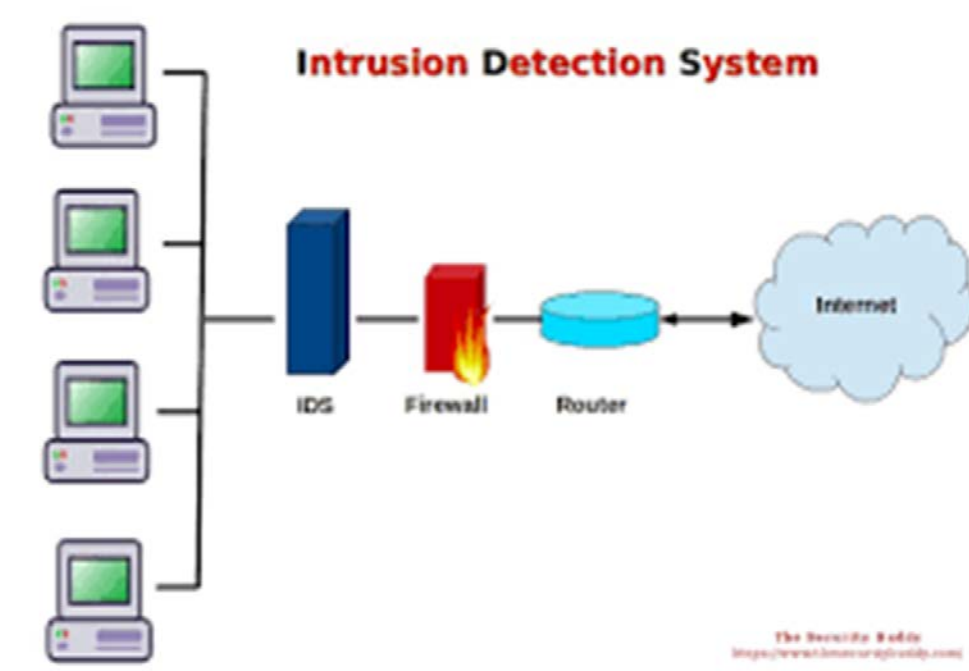 Intrusion Detection System
Internet
IDS
Firewall
Router
The Security Buddy